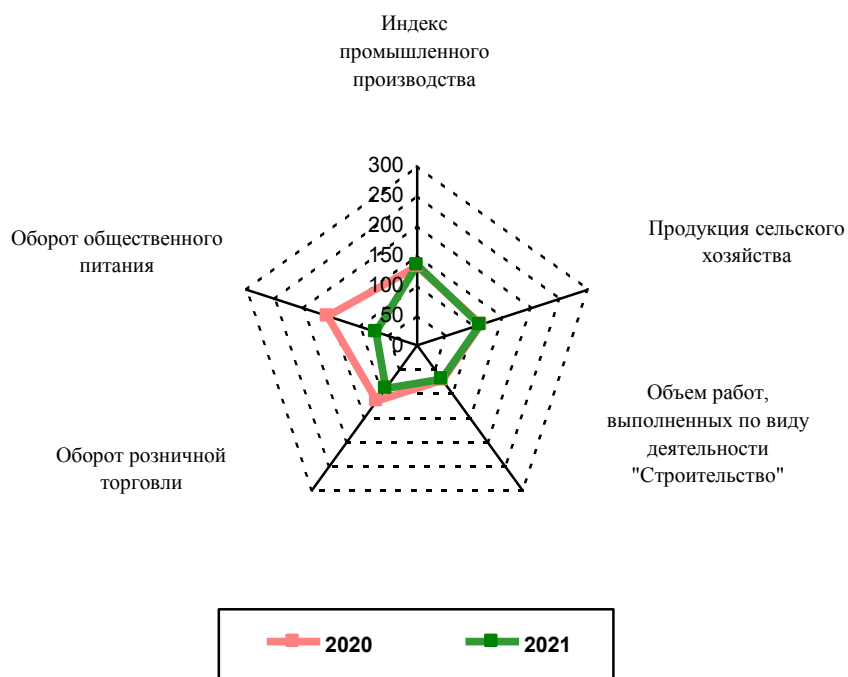 Индекс
промышленного
производства
300
250
200
150
100
50
0
Продукция сельского
хозяйства
Объем работ,
выполненных по виду
деятельности
"Строительство"
Оборот розничной
торговли
Оборот общественного
питания
2020
2021